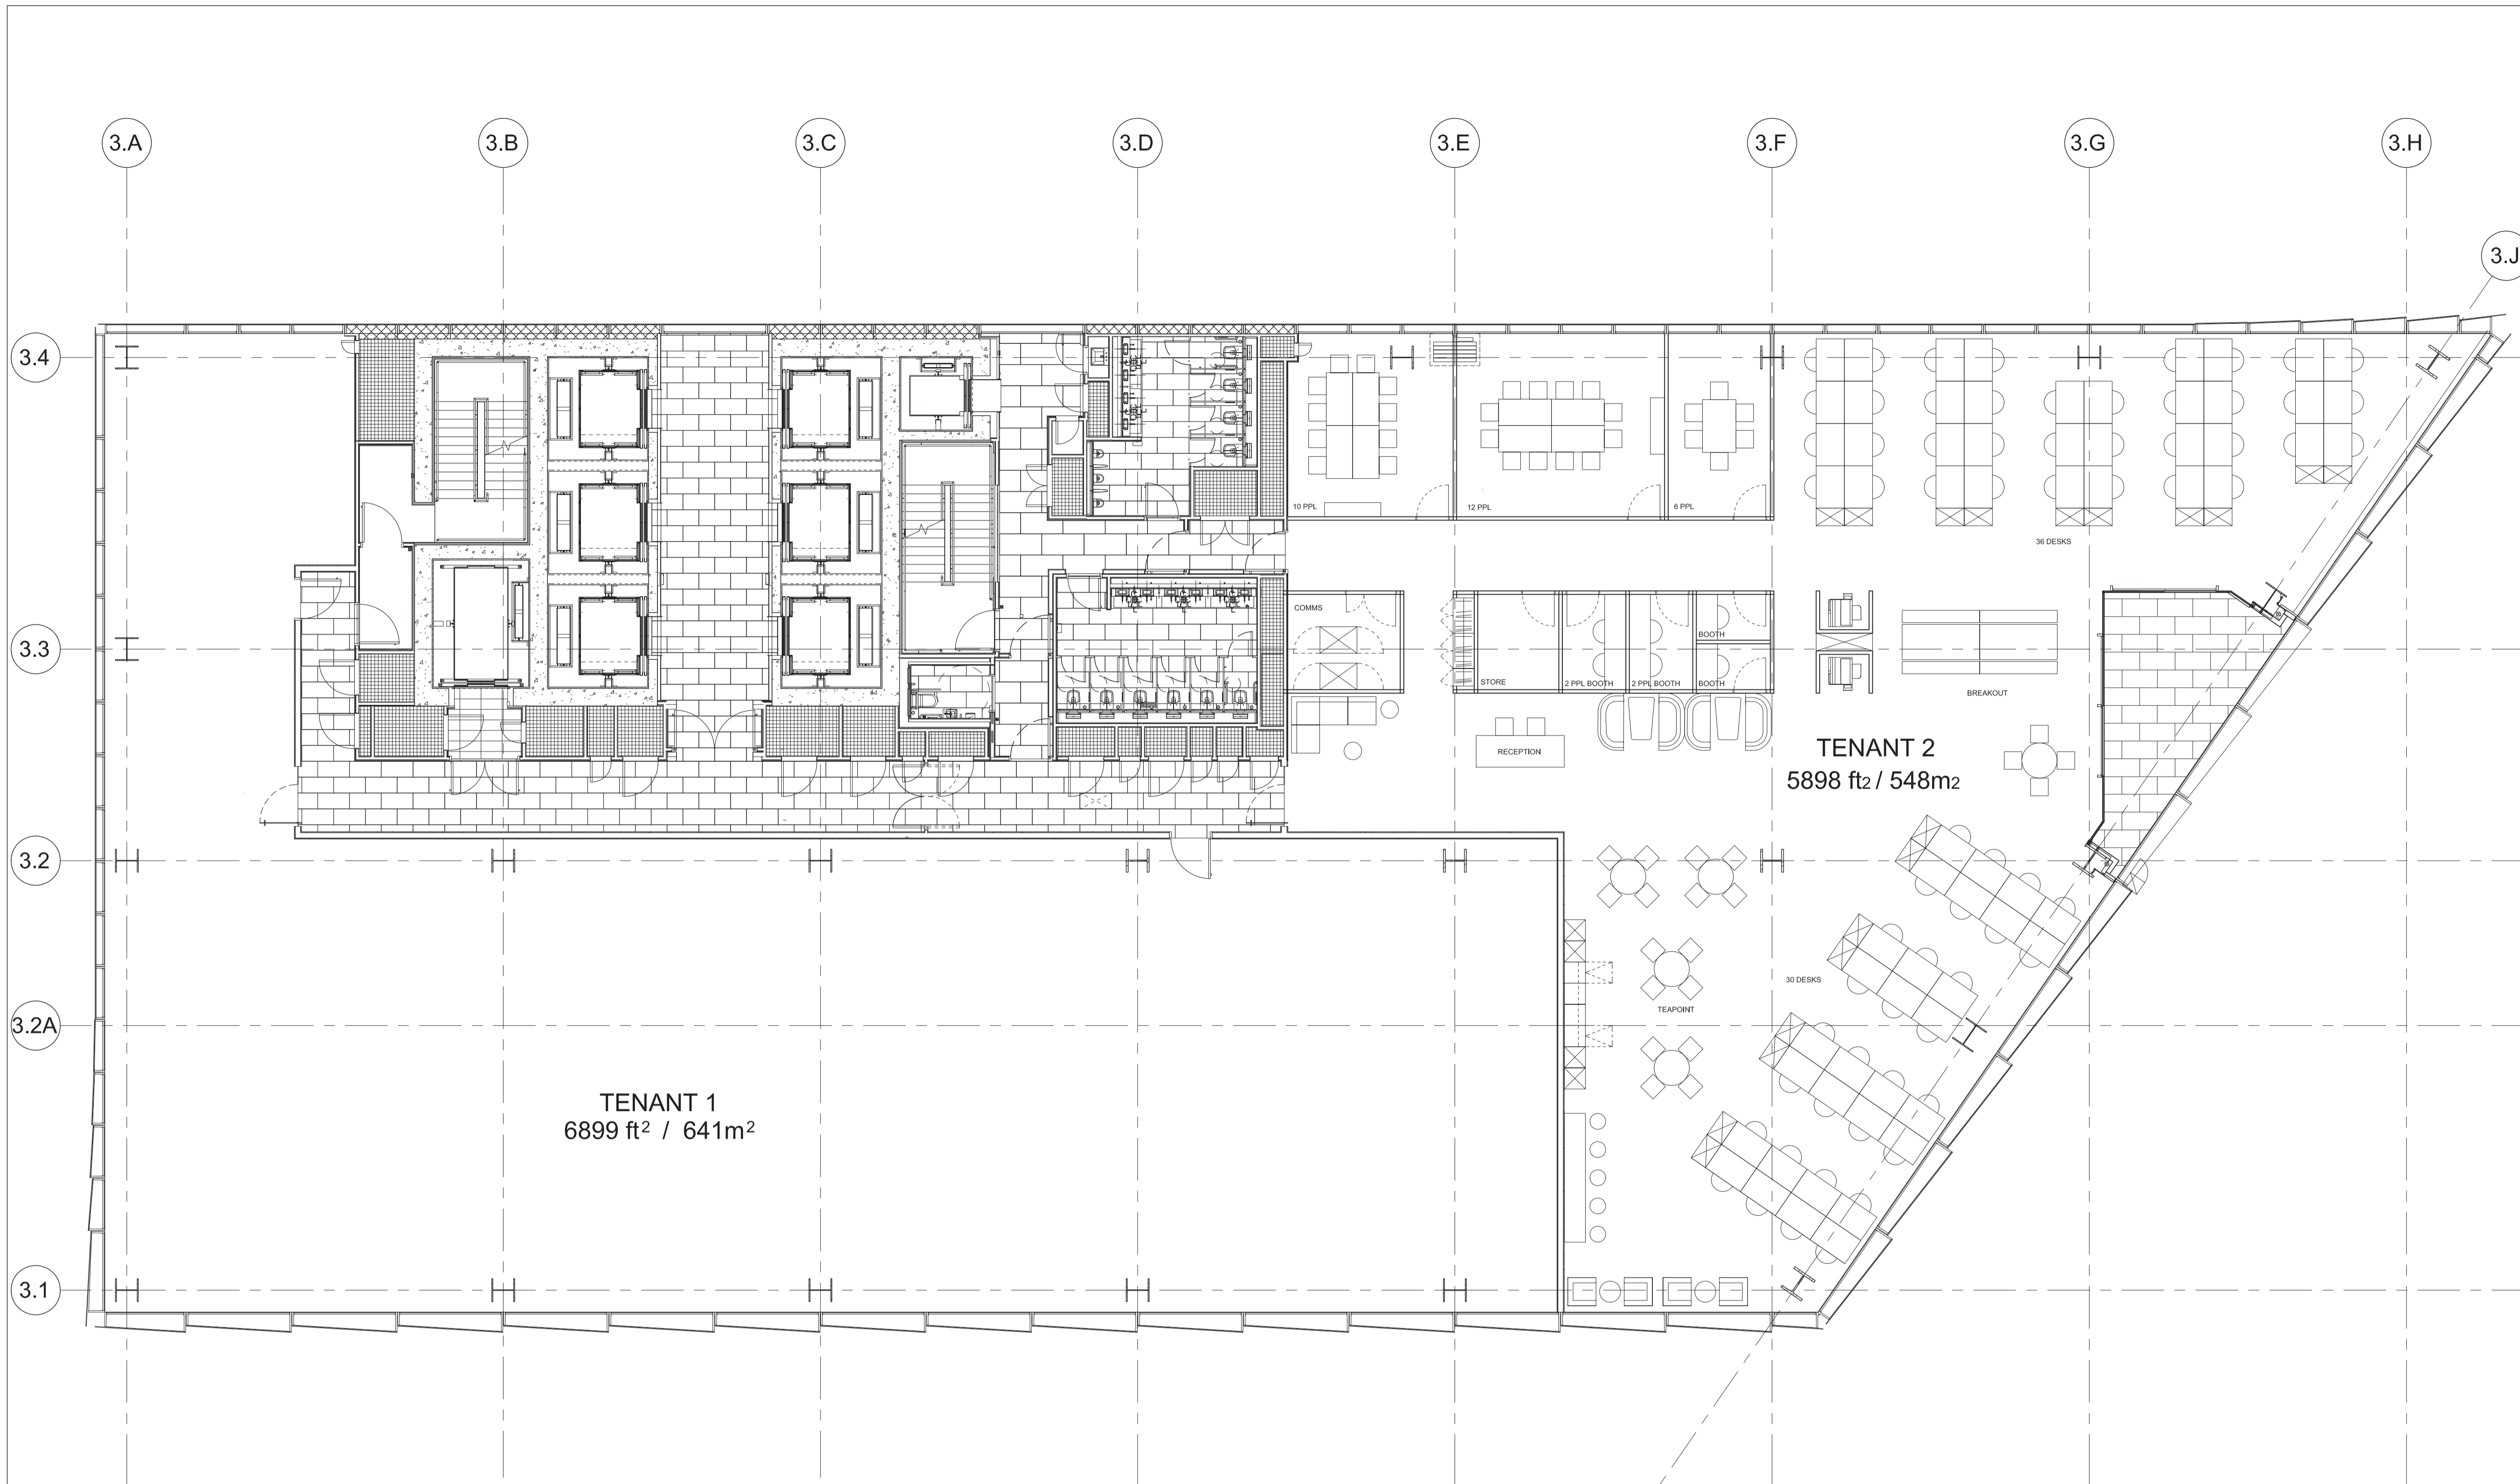 3.A
3.B
3.C
3.D
3.E
3.F
3.G
3.H
3.J
3.4
10 PPL
12 PPL
6 PPL
36 DESKS
COMMS
3.3
BOOTH
STORE
2 PPL BOOTH
2 PPL BOOTH
BOOTH
BREAKOUT
RECEPTION
TENANT 2
5898 ft2 / 548m2
3.2
30 DESKS
TEAPOINT
3.2A
TENANT 1
6899 ft² / 641m²
3.1